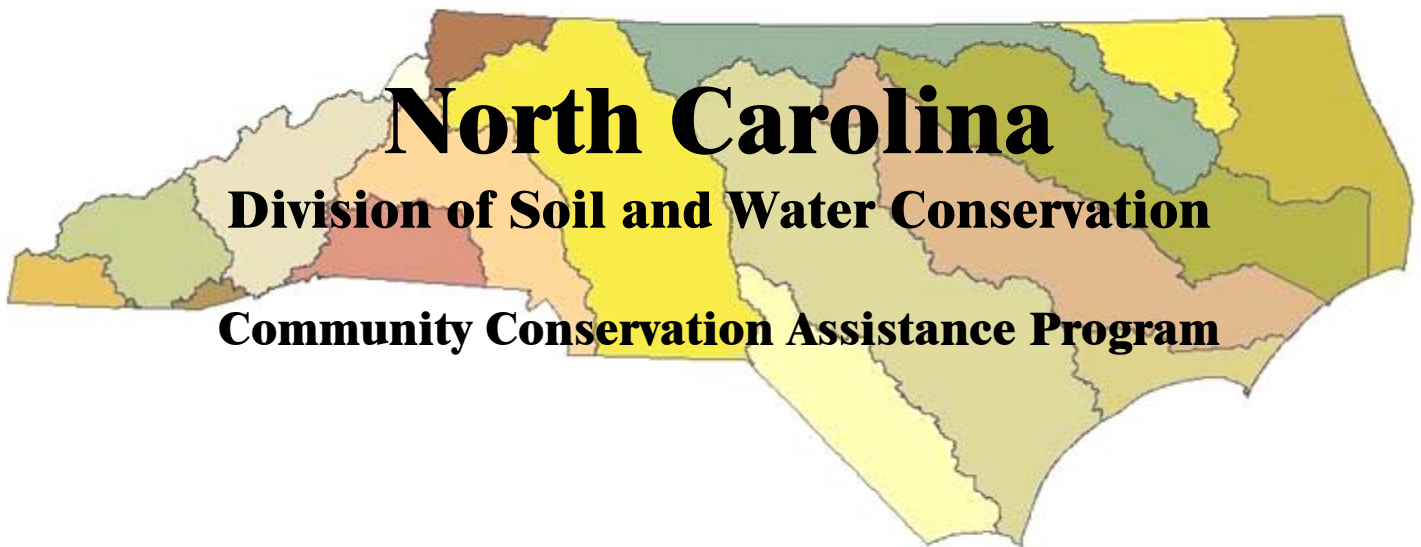 North Carolina
Division of Soil and Water Conservation
Community Conservation Assistance Program